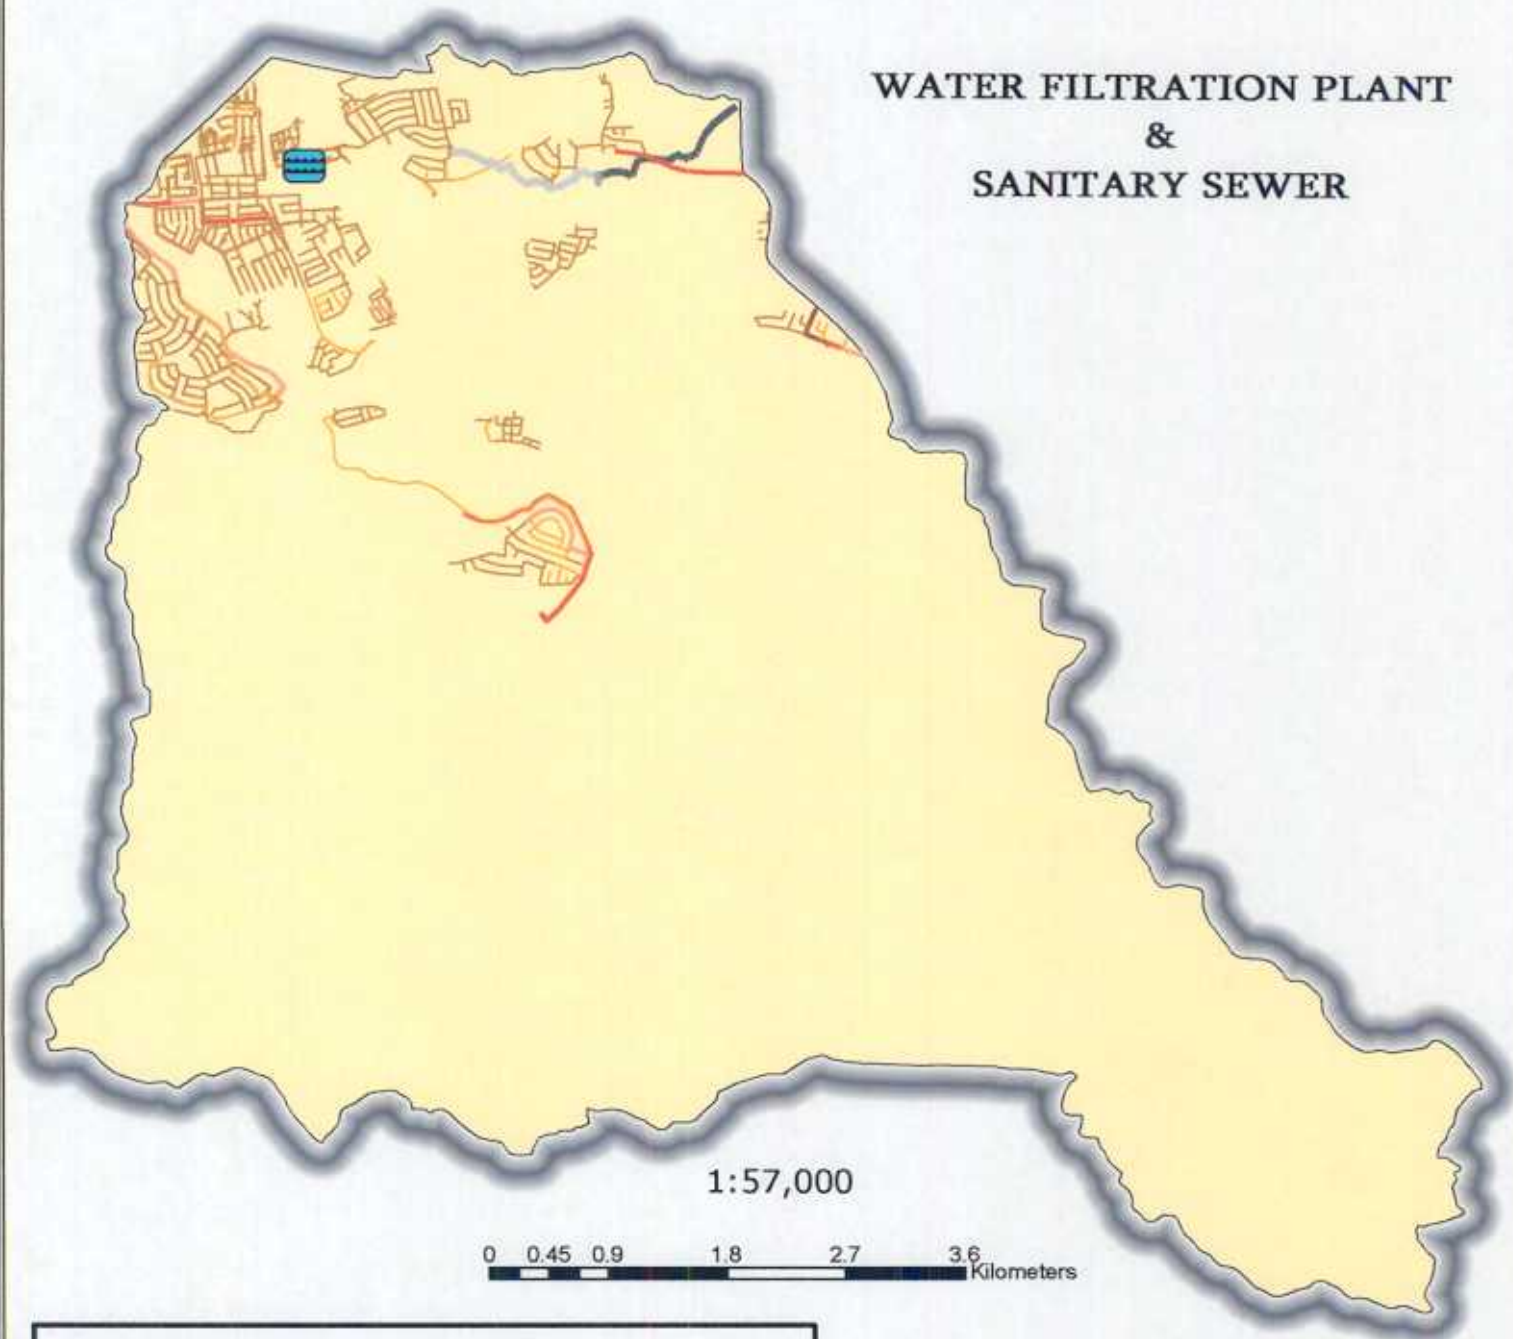 WATER FILTRATION PLANT
&
SANITARY SEWER
1:57,000
0 0.45 0.9 1.8 2.7 3.6
Kilometers